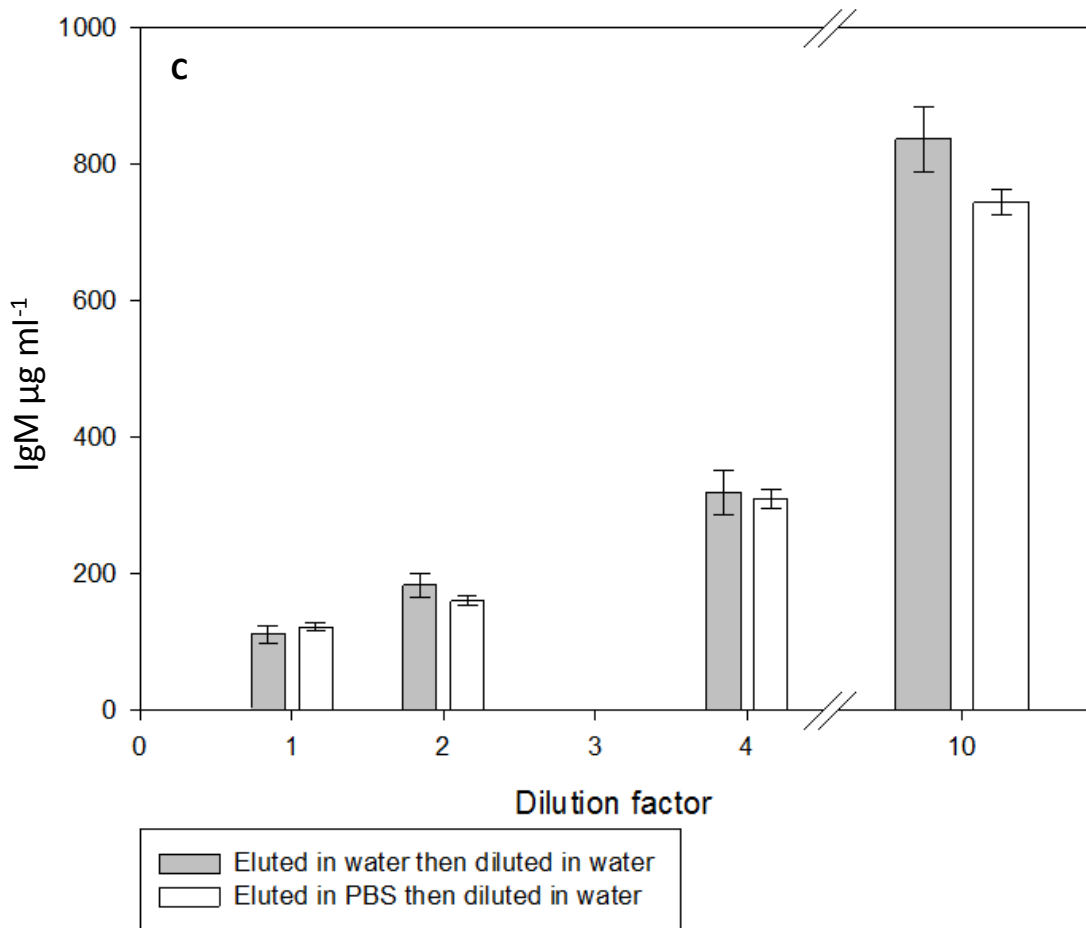 1000
C
800
600
400
200
0
IgM µg ml-1
0 1 2 3 4 10
Dilution factor
Eluted in water then diluted in water
Eluted in PBS then diluted in water